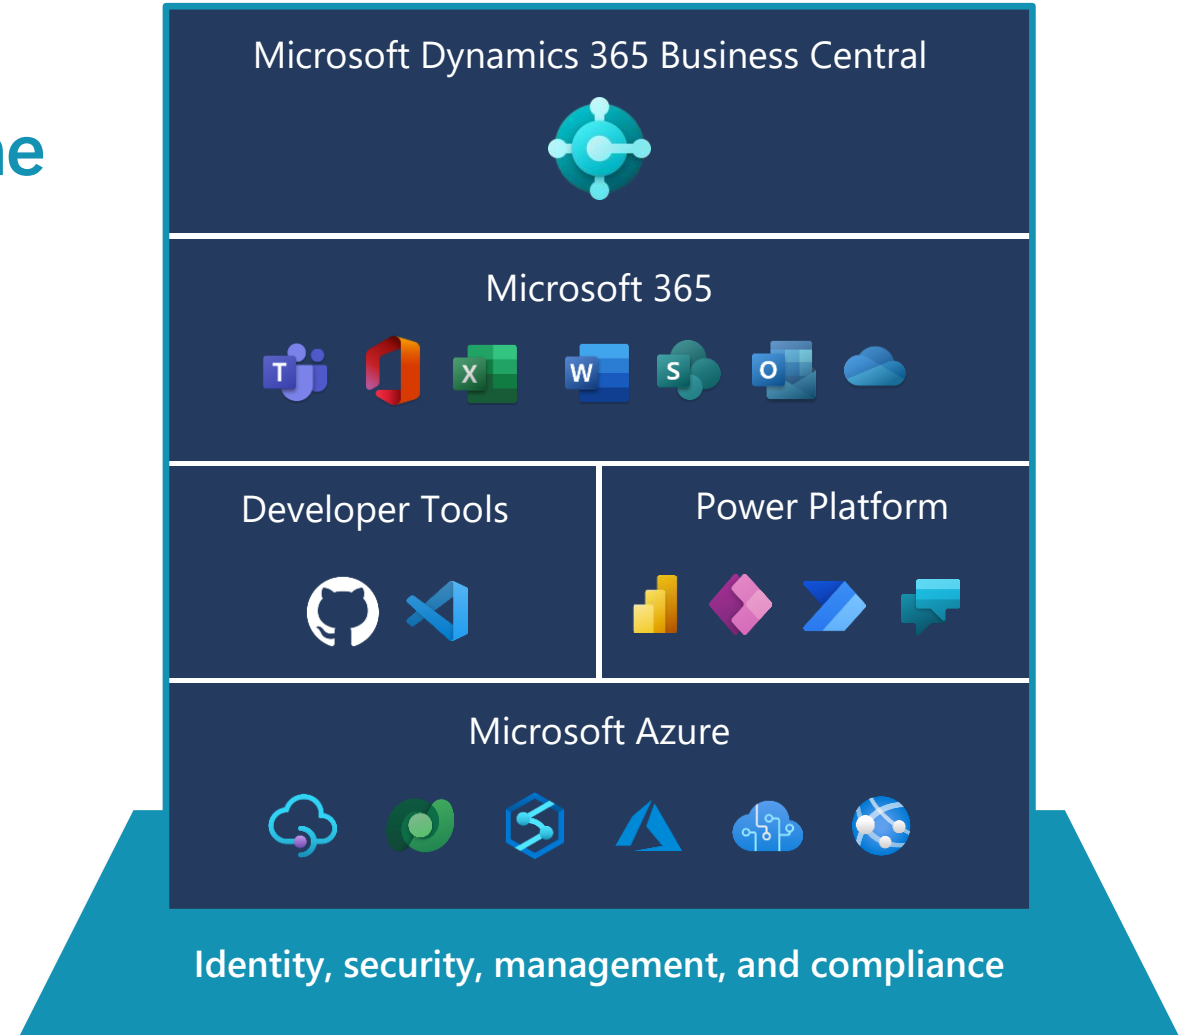 Microsoft Dynamics 365 Business Central
ne
Microsoft 365
T
X
W
S
O
Developer Tools
Power Platform
Microsoft Azure
Identity, security, management, and compliance